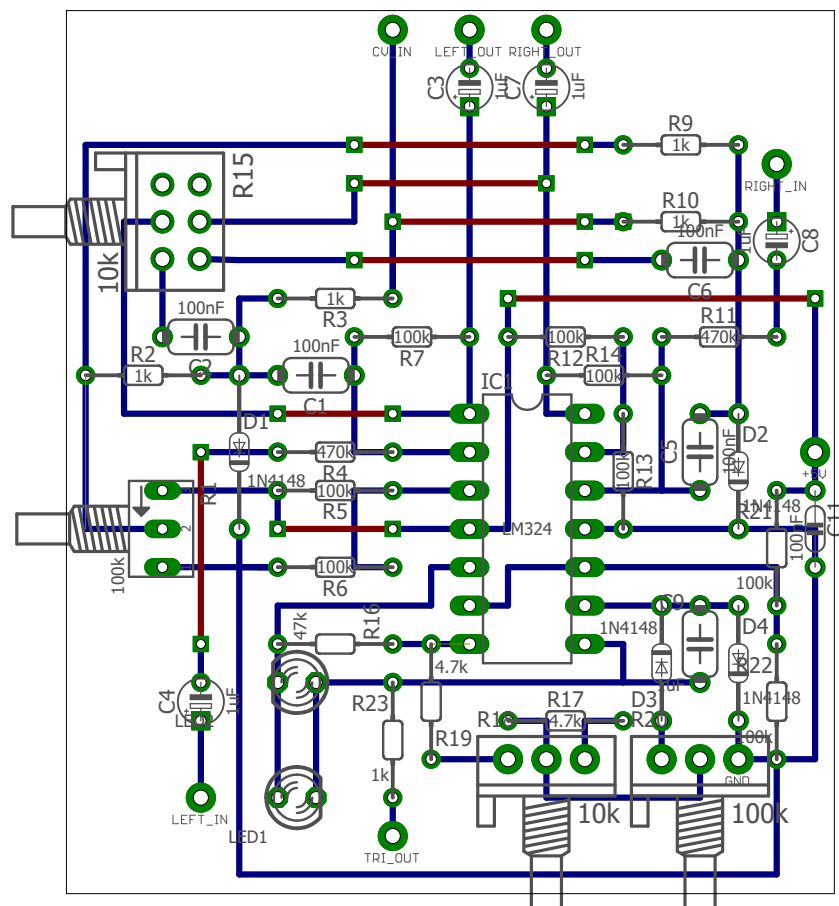 CV_IN
LEFT_OUT
RIGHT_OUT
C3
1uF
C7
1uF
R9
1k
R15
10k
RIGHT_IN
R10
1k
100nF
C6
1uF
C8
R3
1k
100nF
C2
R7
100k
R12
100k
R11
470k
R2
1k
100nF
C1
R14
100k
IC1
LM324
D1
1N4148
R4
470k
R5
100k
R6
100k
R13
100k
C5
100nF
D2
1N4148
R1
2
100k
R21
100k
100nF
C11
47k
R16
4.7k
1N4148
C9
1uF
D4
R22
1N4148
100k
C4
1uF
R23
1k
R19
R17
4.7k
D3
R20
10k
100k
GND
LEFT_IN
LED1
TRI_OUT